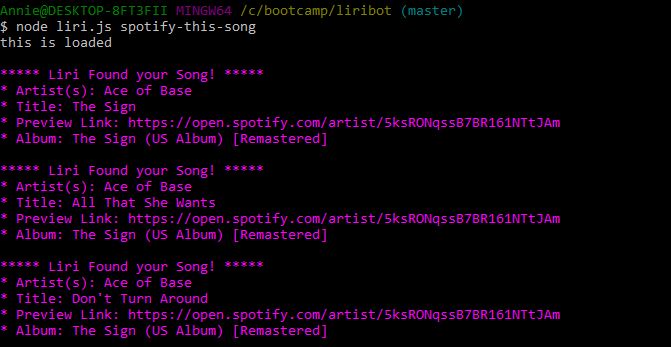 Annie@DESKTOP-8FT3FII MINGW64 /c/bootcamp/liribot (master)
$ node liri.js spotify-this-song
this is loaded
***** Liri Found your Song! *****
* Artist(s): Ace of Base
* Title: The Sign
* Preview Link: https://open.spotify.com/artist/5ksRONqssB7BR161NTtJAm
* Album: The Sign (US Album) [Remastered]
***** Liri Found your Song! *****
* Artist(s): Ace of Base
* Title: All That She Wants
* Preview Link: https://open.spotify.com/artist/5ksRONqssB7BR161NTtJAm
* Album: The Sign (US Album) [Remastered]
***** Liri Found your Song! *****
* Artist(s): Ace of Base
* Title: Don't Turn Around
* Preview Link: https://open.spotify.com/artist/5ksRONqssB7BR161NTtJAm
* Album: The Sign (US Album) [Remastered]